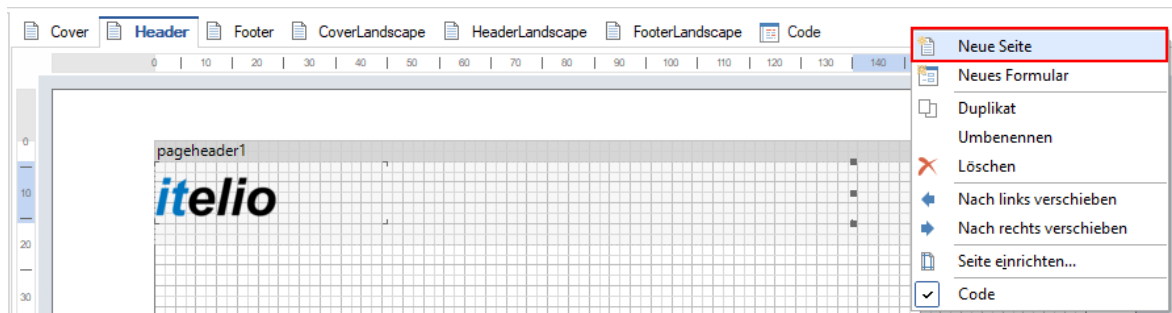 Cover Header Footer CoverLandscape HeaderLandscape FooterLandscape Code
0 10 20 30 40 50 60 70 80 90 100 110 120 130 140
Neue Seite
Neues Formular
Duplikat
Umbenennen
Löschen
Nach links verschieben
Nach rechts verschieben
Seite einrichten...
Code
0
10
20
30
pageheader1
itelio